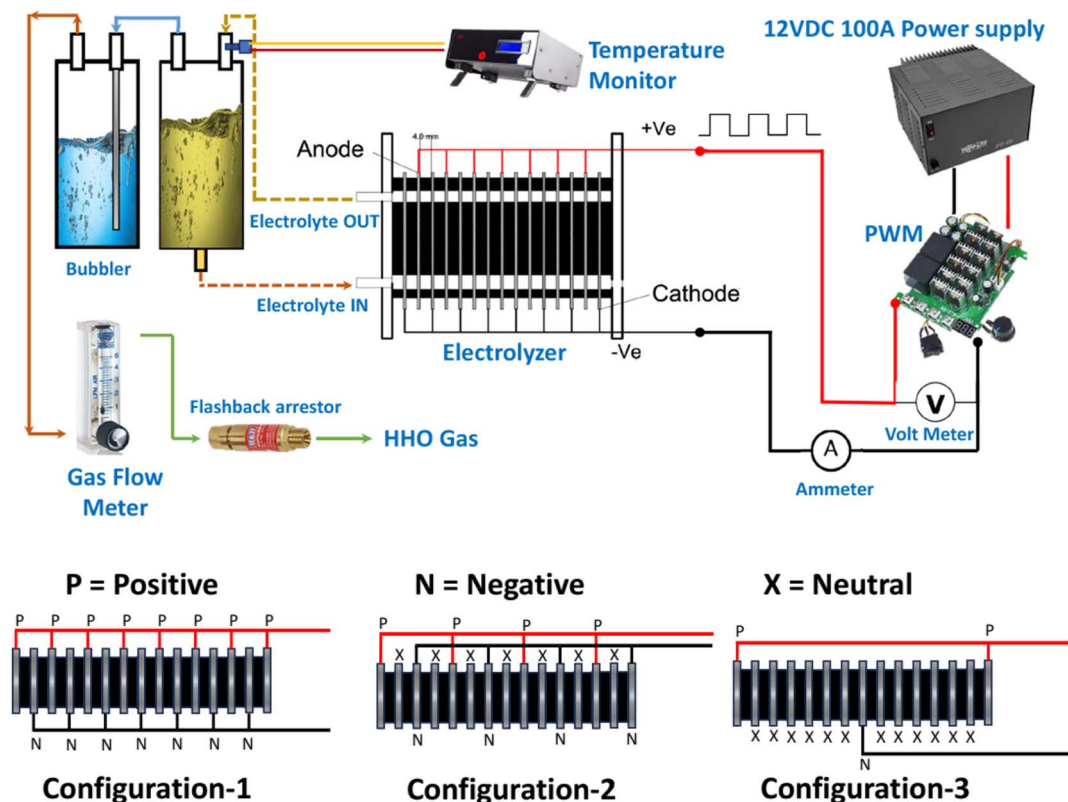 12VDC 100A Power supply
Temperature
Monitor
+Ve
4.0 mm
Anode
Electrolyte OUT
PWM
Bubbler
Electrolyte IN
Cathode
Electrolyzer
-Ve
V
Volt Meter
Flashback arrestor
HHO Gas
A
Ammeter
Gas Flow
Meter
P = Positive
N = Negative
X = Neutral
P P P P P P P P
N N N N N N N
Configuration-1
P P P P
X X X X X X X
N N N N
Configuration-2
P P
X X X X X X X X X X X X
N
Configuration-3